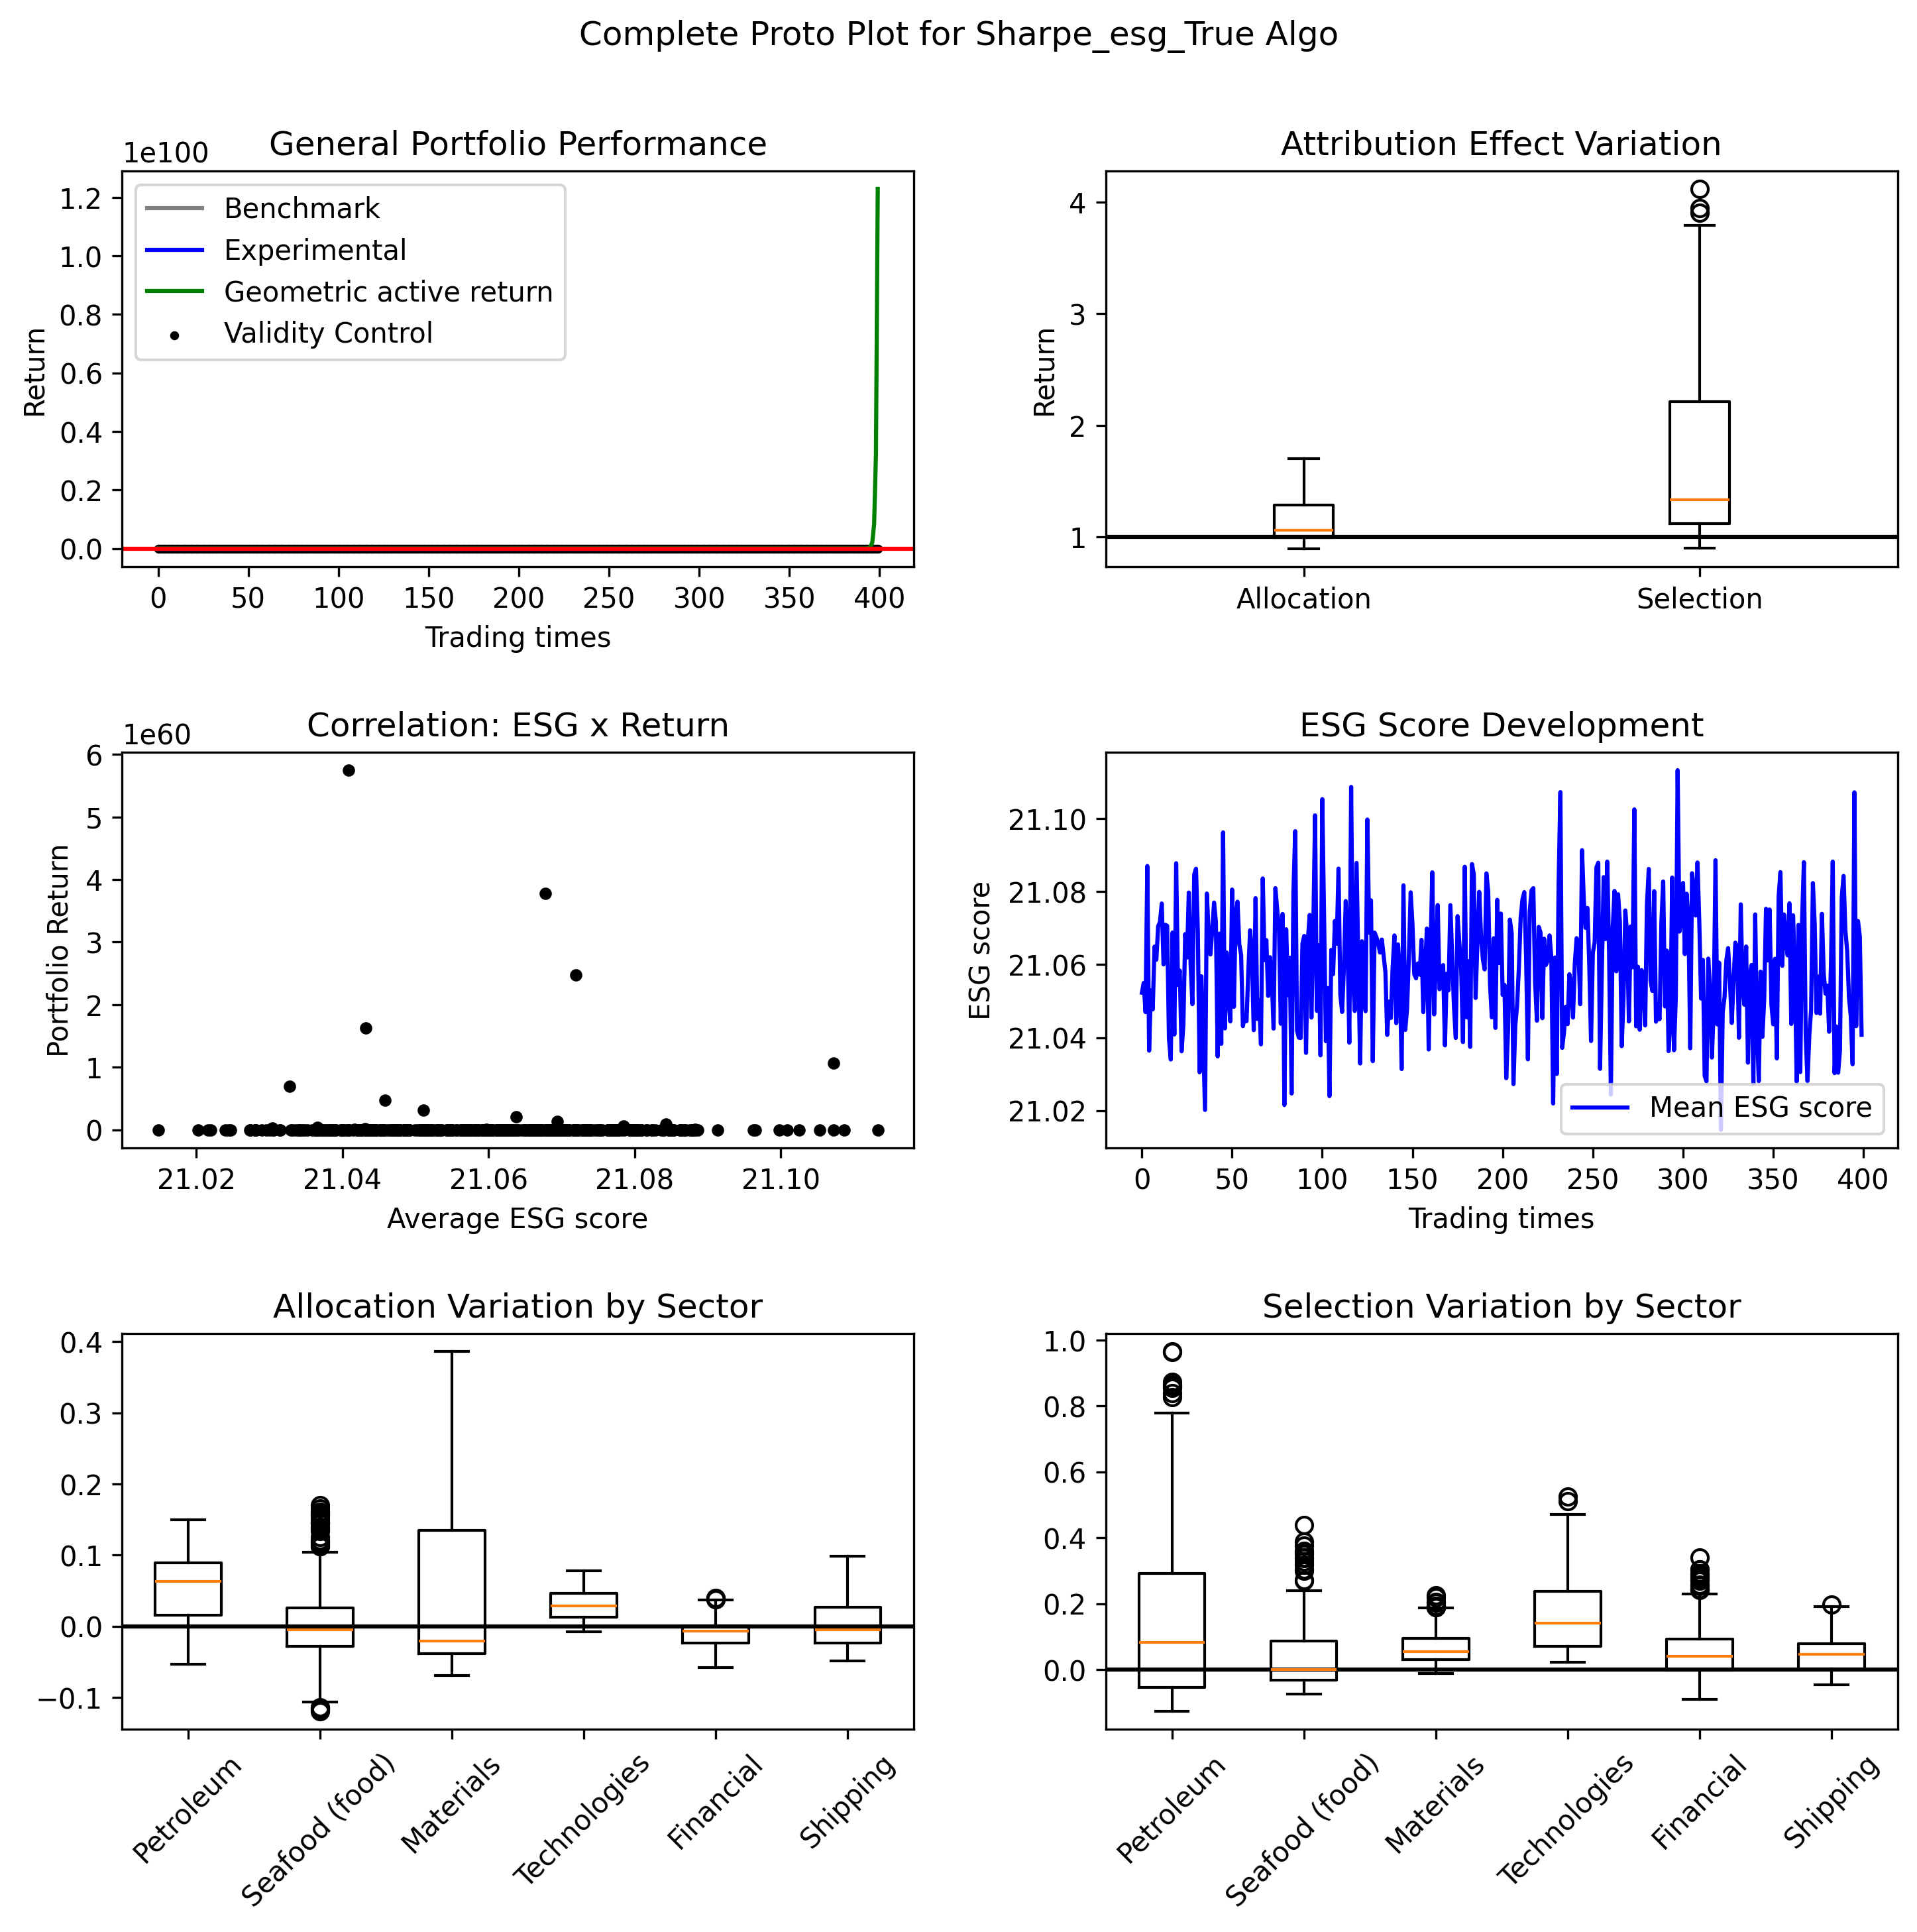 Complete Proto Plot for Sharpe_esg_True Algo
General Portfolio Performance
1e100
1.2
1.0
0.8
0.6
0.4
0.2
0.0
Return
Benchmark
Experimental
Geometric active return
Validity Control
0 50 100 150 200 250 300 350 400
Trading times
Attribution Effect Variation
4
3
2
1
Return
Allocation Selection
Correlation: ESG x Return
1e60
6
5
4
3
2
1
0
Portfolio Return
21.02 21.04 21.06 21.08 21.10
Average ESG score
ESG Score Development
21.10
21.08
21.06
21.04
21.02
ESG score
Mean ESG score
0 50 100 150 200 250 300 350 400
Trading times
Allocation Variation by Sector
0.4
0.3
0.2
0.1
0.0
−0.1
Petroleum
Seafood (food)
Materials
Technologies
Financial
Shipping
Selection Variation by Sector
1.0
0.8
0.6
0.4
0.2
0.0
Petroleum
Seafood (food)
Materials
Technologies
Financial
Shipping